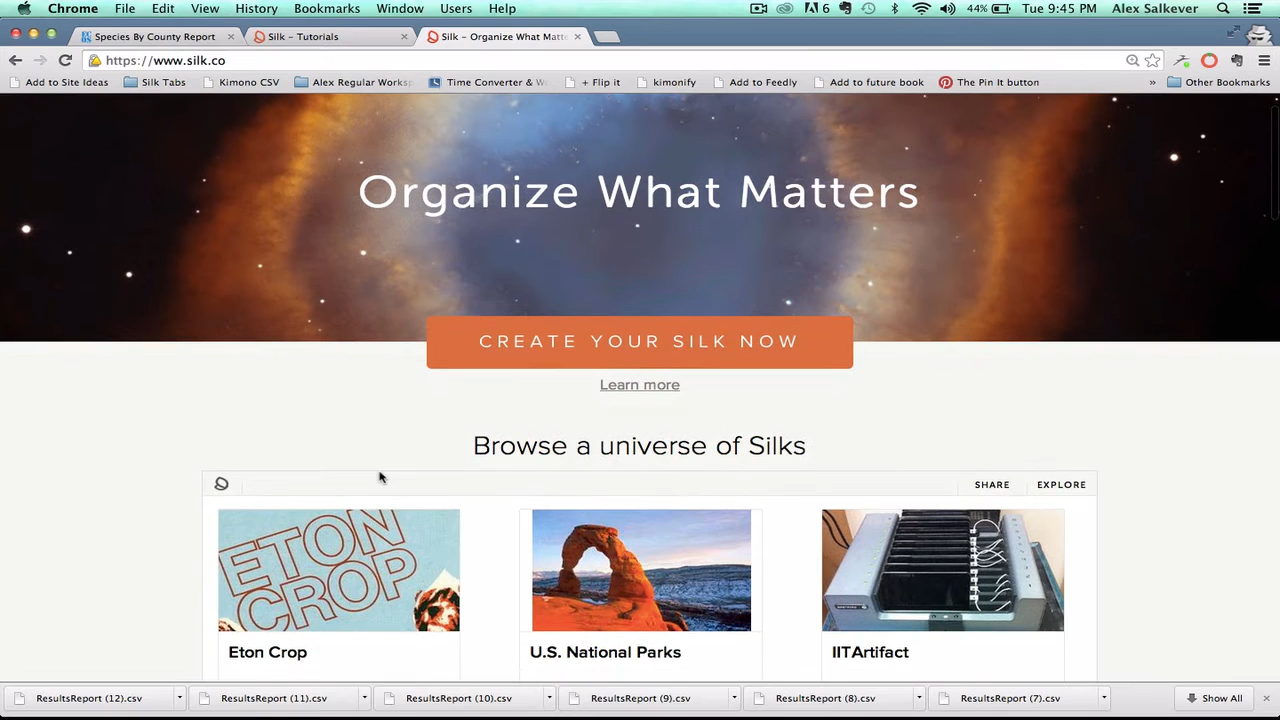 Chrome File Edit View History Bookmarks Window Users Help 6 44% Tue 9:45 PM Alex Salkever
Species By County Report Silk – Tutorials Silk – Organize What Matte
https://www.silk.co
Add to Site Ideas Silk Tabs Kimono CSV Alex Regular Worksp Time Converter & W + Flip it kimonify Add to Feedly Add to future book The Pin It button » Other Bookmarks
Organize What Matters
CREATE YOUR SILK NOW
Learn more
Browse a universe of Silks
SHARE EXPLORE
ETON
CROP
Eton Crop U.S. National Parks IITArtifact
ResultsReport (12).csv ResultsReport (11).csv ResultsReport (10).csv ResultsReport (9).csv ResultsReport (8).csv ResultsReport (7).csv Show All